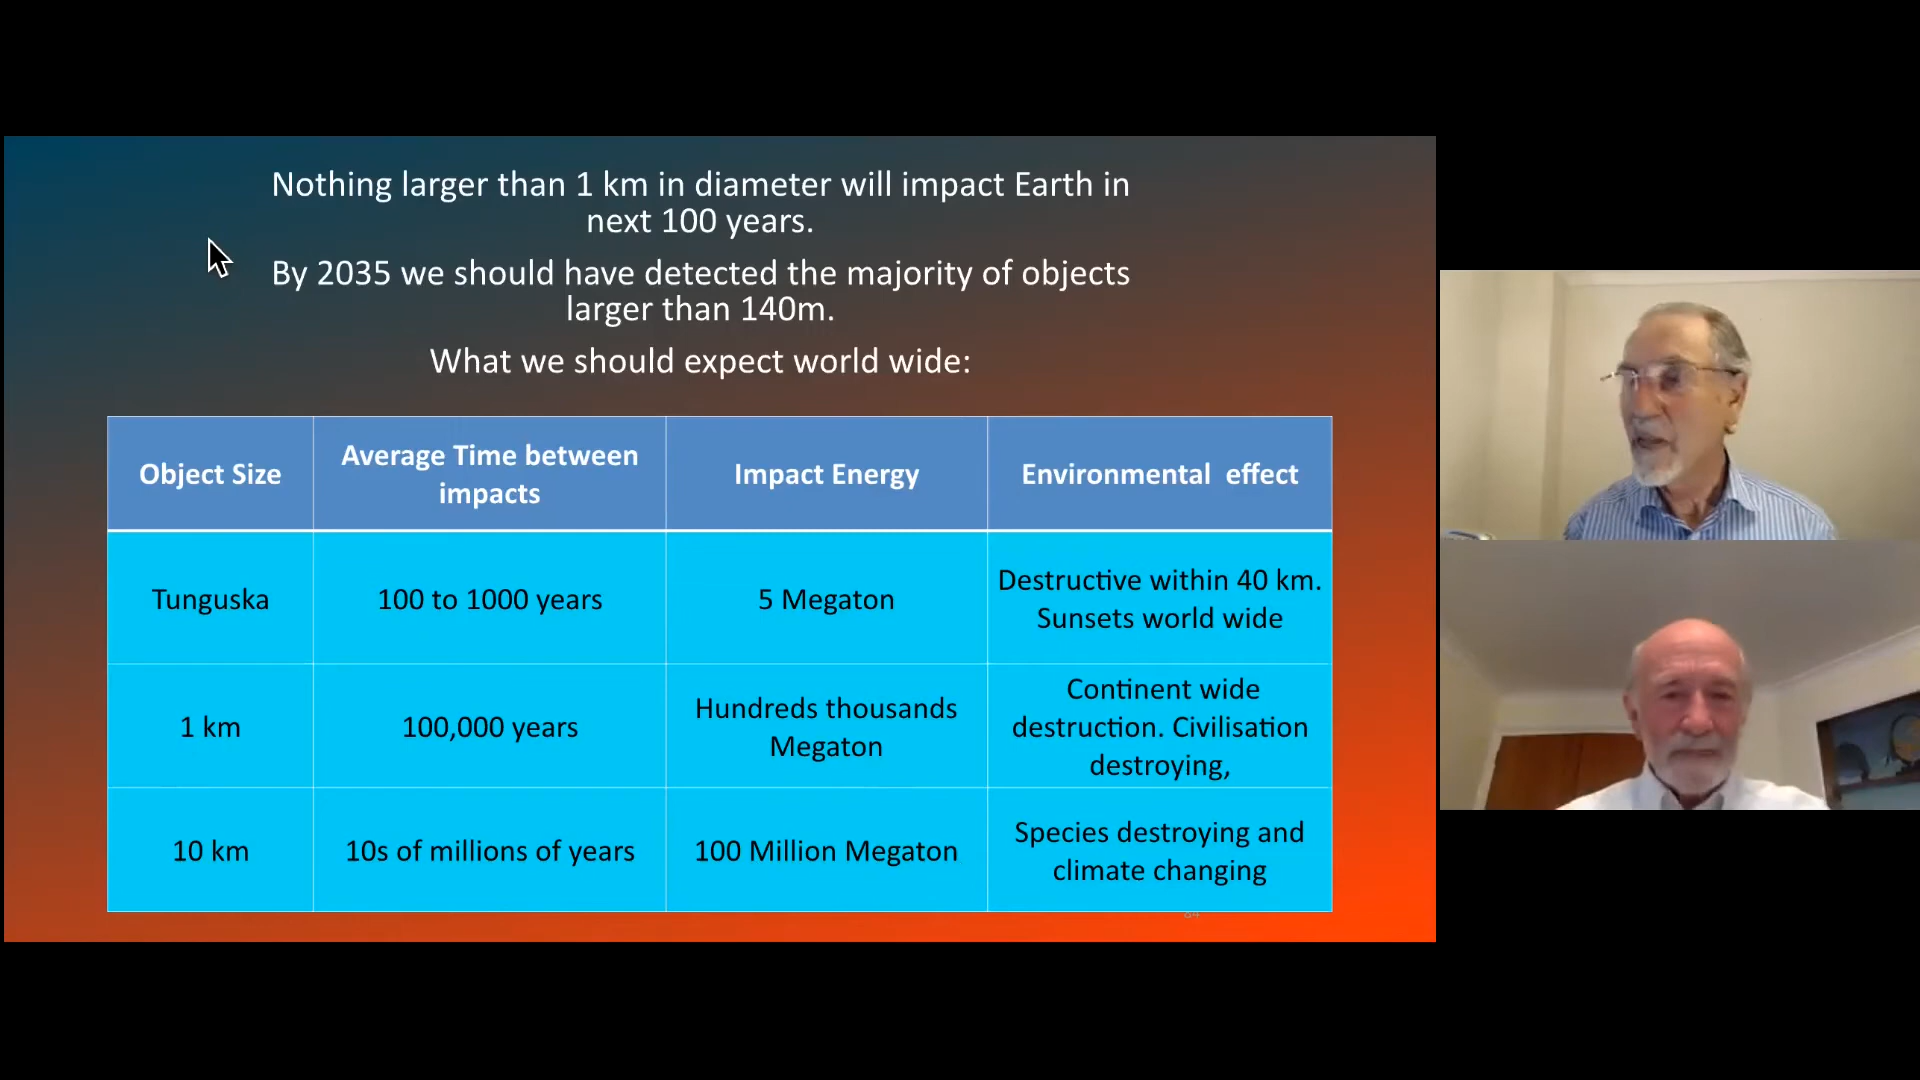 Nothing larger than 1 km in diameter will impact Earth in
next 100 years.
By 2035 we should have detected the majority of objects
larger than 140m.
What we should expect world wide:
Object Size
Average Time between
impacts
Impact Energy
Environmental  effect
Tunguska
100 to 1000 years
5 Megaton
Destructive within 40 km.
Sunsets world wide
1 km
100,000 years
Hundreds thousands
Megaton
Continent wide
destruction. Civilisation
destroying,
10 km
10s of millions of years
100 Million Megaton
Species destroying and
climate changing